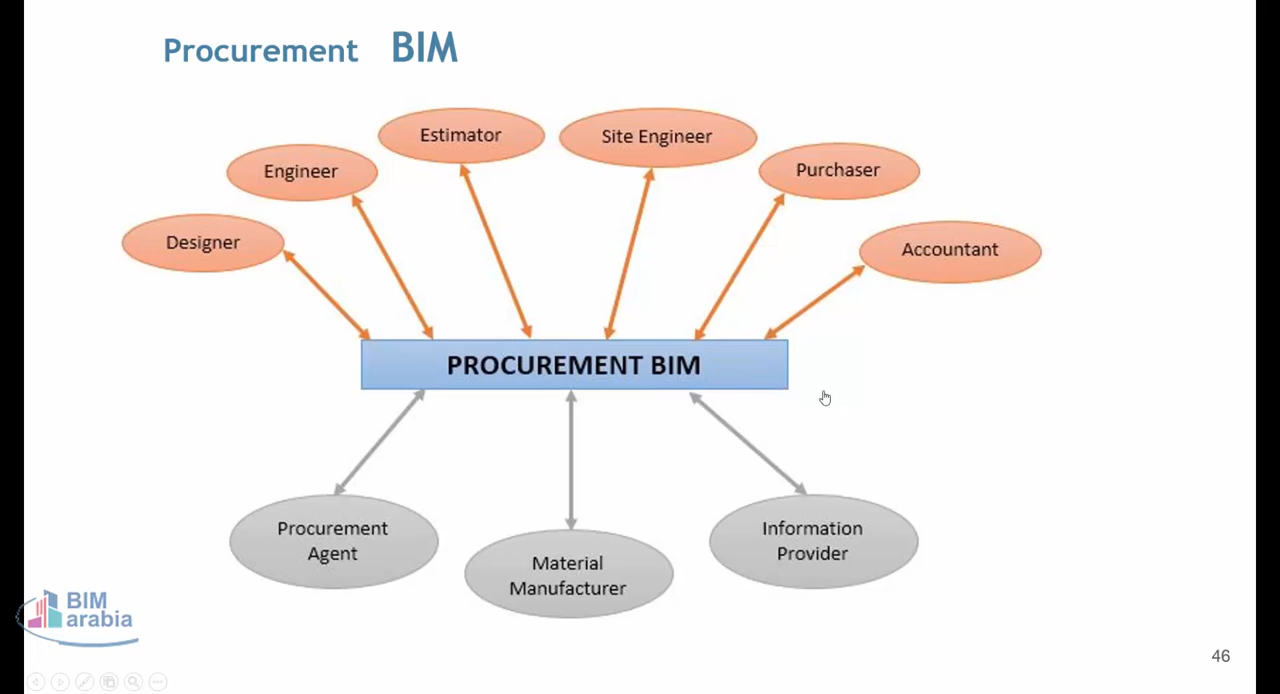 Procurement BIM
Estimator
Site Engineer
Engineer
Purchaser
Designer
Accountant
PROCUREMENT BIM
Procurement
Agent
Material
Manufacturer
Information
Provider
BIM
arabia
46